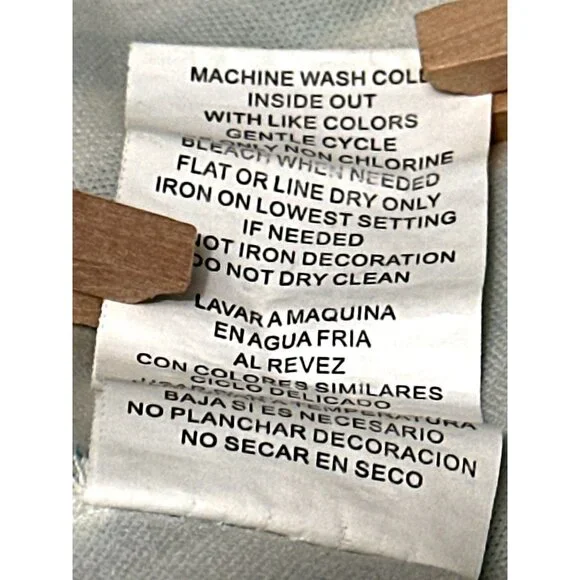 MACHINE WASH COL
INSIDE OUT
WITH LIKE COLORS
GENTLE CYCLE
ONLY NON CHLORINE
BLEACH WHEN NEEDED
FLAT OR LINE DRY ONLY
IRON ON LOWEST SETTING
IF NEEDED
NOT IRON DECORATION
DO NOT DRY CLEAN
LAVAR A MAQUINA
EN AGUA FRIA
AL REVEZ
CON COLORES SIMILARES
CICLO DELICADO
TEMPERATURA
BAJA SI ES NECESARIO
NO PLANCHAR DECORACION
NO SECAR EN SECO